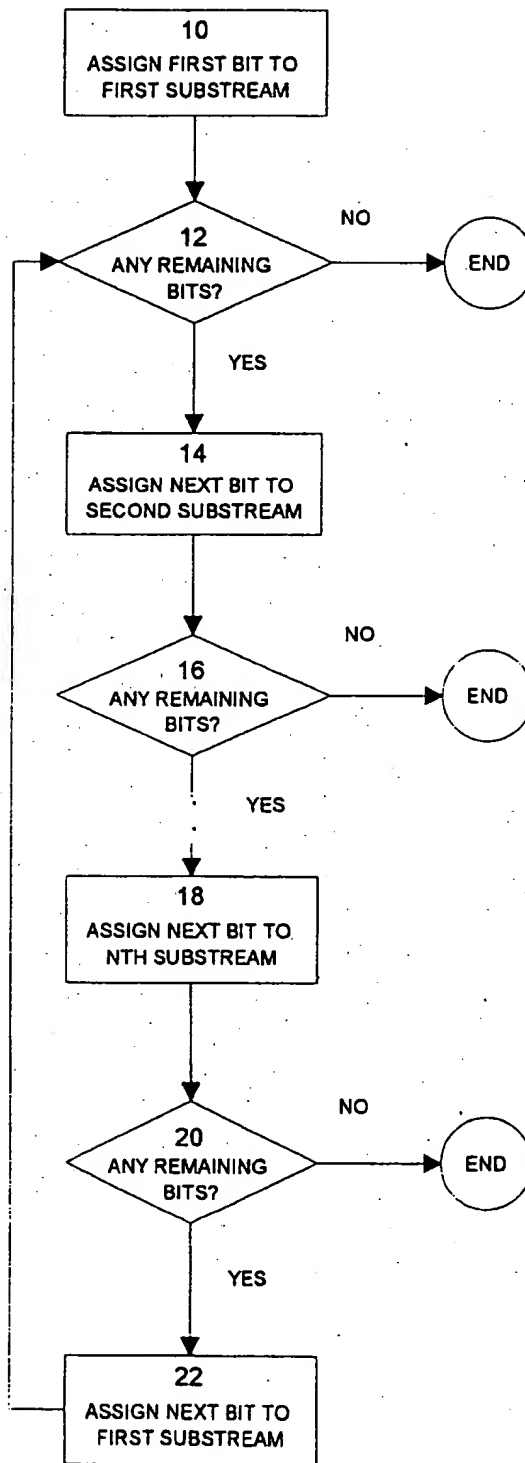 10
ASSIGN FIRST BIT TO
FIRST SUBSTREAM
NO
12
ANY REMAINING
BITS?
END
YES
14
ASSIGN NEXT BIT TO
SECOND SUBSTREAM
NO
16
ANY REMAINING
BITS?
END
YES
18
ASSIGN NEXT BIT TO
NTH SUBSTREAM
NO
20
ANY REMAINING
BITS?
END
YES
22
ASSIGN NEXT BIT TO
FIRST SUBSTREAM